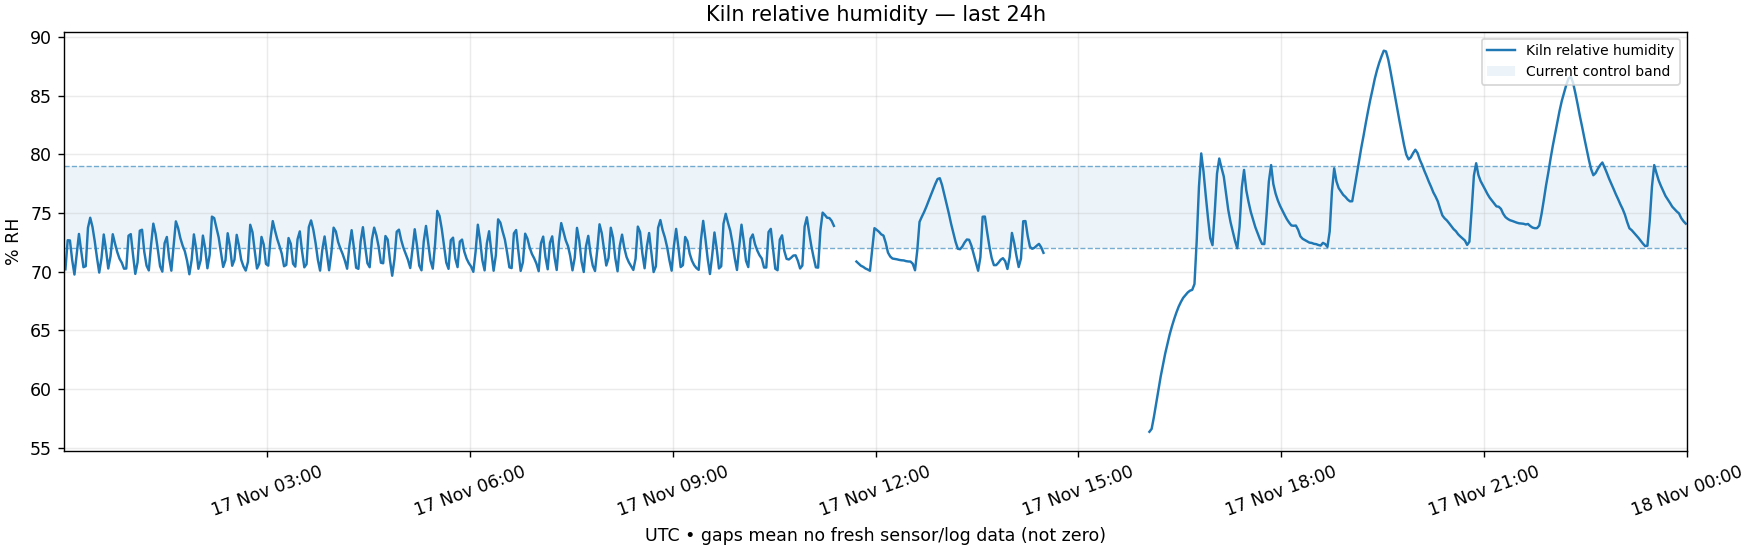 Kiln relative humidity — last 24h
Kiln relative humidity
Current control band
% RH
90
85
80
75
70
65
60
55
17 Nov 03:00
17 Nov 06:00
17 Nov 09:00
17 Nov 12:00
17 Nov 15:00
17 Nov 18:00
17 Nov 21:00
18 Nov 00:00
UTC • gaps mean no fresh sensor/log data (not zero)